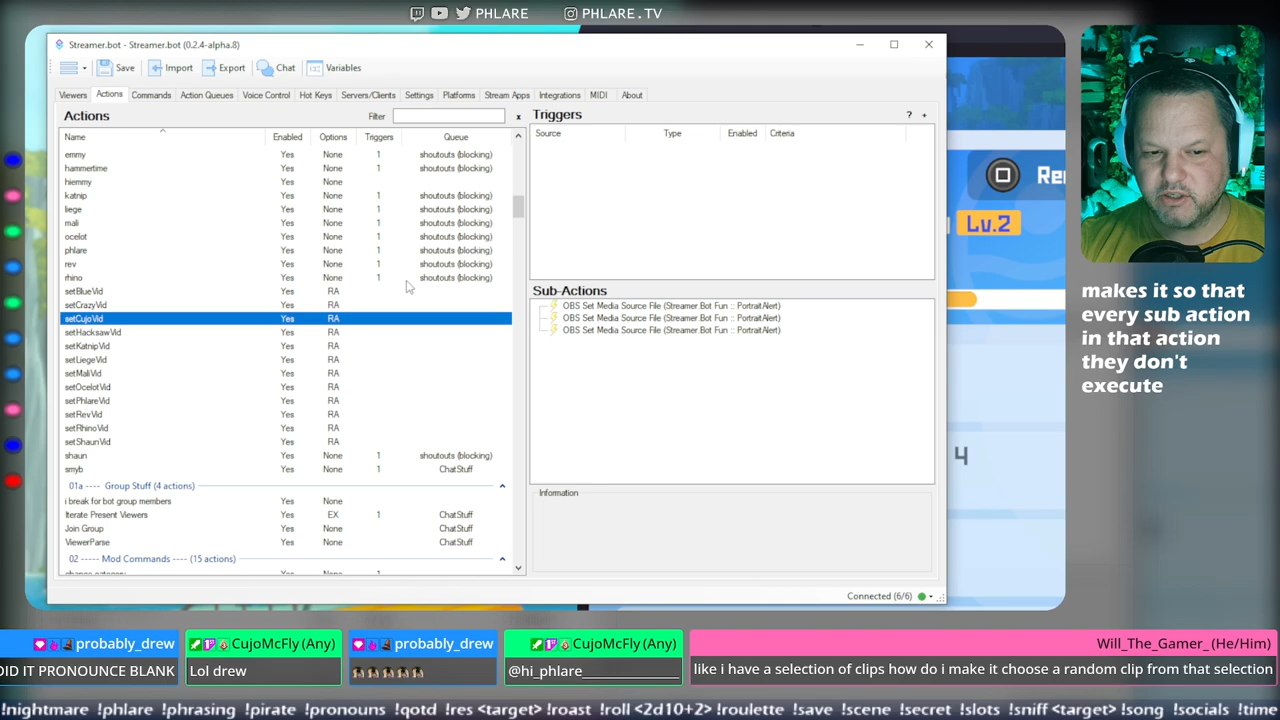 PHLARE PHLARE.TV
Streamer.bot - Streamer.bot (0.2.4-alpha.8)
Save Import Export Chat Variables
Viewers Actions Commands Action Queues Voice Control Hot Keys Servers/Clients Settings Platforms Stream Apps Integrations MIDI About
Actions Filter x
Name Enabled Options Triggers Queue
emmy Yes None 1 shoutouts (blocking)
hammertime Yes None 1 shoutouts (blocking)
hiemmy Yes None
katnip Yes None 1 shoutouts (blocking)
liege Yes None 1 shoutouts (blocking)
mali Yes None 1 shoutouts (blocking)
ocelot Yes None 1 shoutouts (blocking)
phlare Yes None 1 shoutouts (blocking)
rev Yes None 1 shoutouts (blocking)
rhino Yes None 1 shoutouts (blocking)
setBlueVid Yes RA
setCrazyVid Yes RA
setCujoVid Yes RA
setHacksawVid Yes RA
setKatnipVid Yes RA
setLiegeVid Yes RA
setMaliVid Yes RA
setOcelotVid Yes RA
setPhlareVid Yes RA
setRevVid Yes RA
setRhinoVid Yes RA
setShaunVid Yes RA
shaun Yes None 1 shoutouts (blocking)
smyb Yes None 1 ChatStuff
01a ---- Group Stuff (4 actions)
i break for bot group members Yes None
Iterate Present Viewers Yes EX 1 ChatStuff
Join Group Yes None ChatStuff
ViewerParse Yes None ChatStuff
02 ----- Mod Commands ---- (15 actions)
Triggers ? +
Source Type Enabled Criteria
Sub-Actions
OBS Set Media Source File (Streamer.Bot Fun :: PortraitAlert)
OBS Set Media Source File (Streamer.Bot Fun :: PortraitAlert)
OBS Set Media Source File (Streamer.Bot Fun :: PortraitAlert)
Information
Connected (6/6)
Lv.2
4
makes it so that
every sub action
in that action
they don't
execute
probably_drew
DID IT PRONOUNCE BLANK
CujoMcFly (Any)
Lol drew
probably_drew
CujoMcFly (Any)
@hi_phlare_______________
Will_The_Gamer_ (He/Him)
like i have a selection of clips how do i make it choose a random clip from that selection
!nightmare !phlare !phrasing !pirate !pronouns !qotd !res <target> !roast !roll <2d10+2> !roulette !save !scene !secret !slots !sniff <target> !song !socials !time